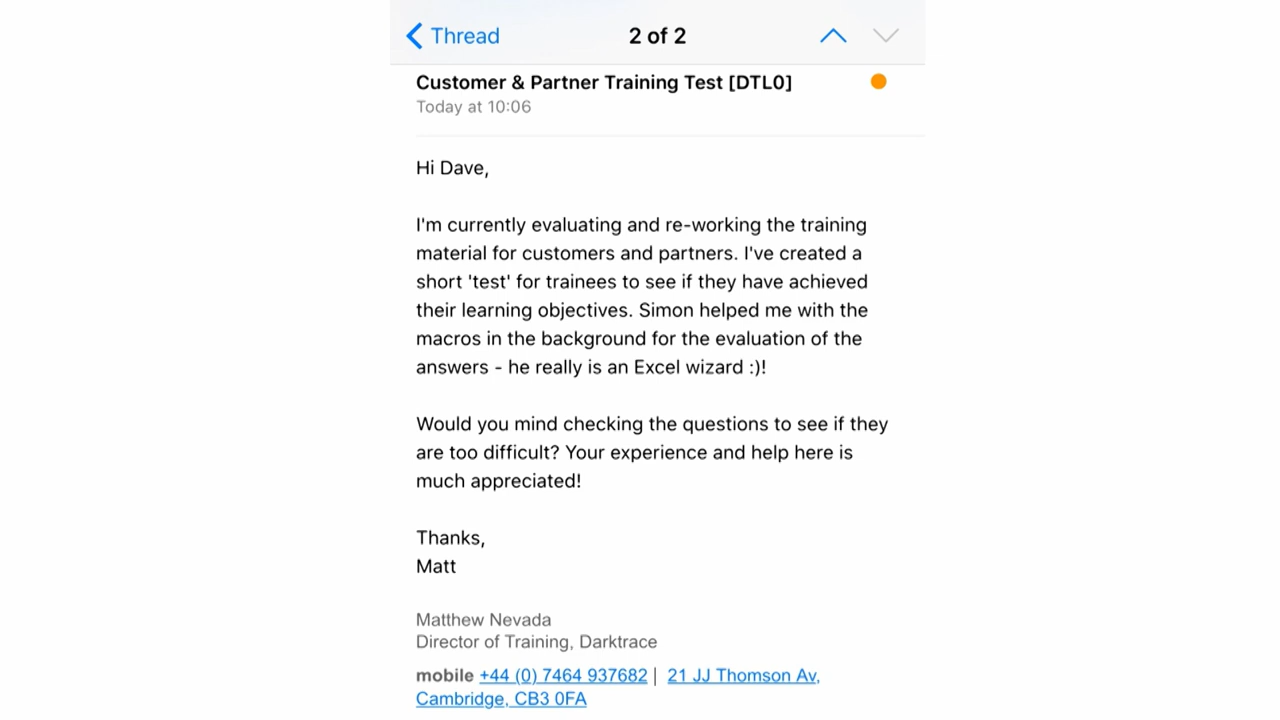 Thread
2 of 2
Customer & Partner Training Test [DTL0]
Today at 10:06
Hi Dave,
I'm currently evaluating and re-working the training
material for customers and partners. I've created a
short 'test' for trainees to see if they have achieved
their learning objectives. Simon helped me with the
macros in the background for the evaluation of the
answers - he really is an Excel wizard :)!
Would you mind checking the questions to see if they
are too difficult? Your experience and help here is
much appreciated!
Thanks,
Matt
Matthew Nevada
Director of Training, Darktrace
mobile +44 (0) 7464 937682 | 21 JJ Thomson Av,
Cambridge, CB3 0FA